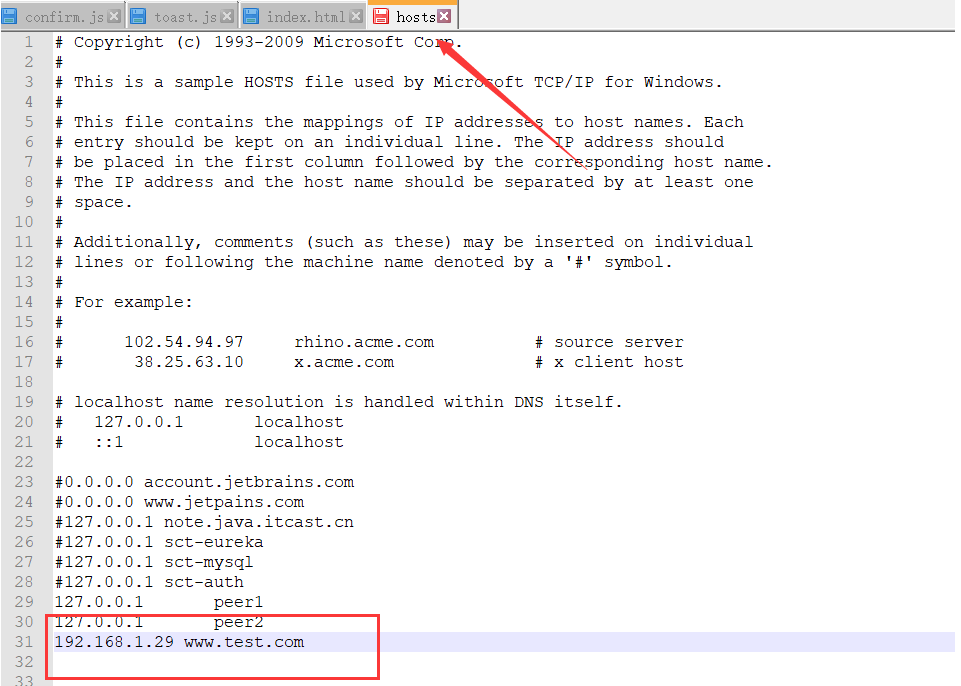 confirm.js toast.js index.html hosts
1 # Copyright (c) 1993-2009 Microsoft Corp.
2 #
3 # This is a sample HOSTS file used by Microsoft TCP/IP for Windows.
4 #
5 # This file contains the mappings of IP addresses to host names. Each
6 # entry should be kept on an individual line. The IP address should
7 # be placed in the first column followed by the corresponding host name.
8 # The IP address and the host name should be separated by at least one
9 # space.
10 #
11 # Additionally, comments (such as these) may be inserted on individual
12 # lines or following the machine name denoted by a '#' symbol.
13 #
14 # For example:
15 #
16 # 102.54.94.97 rhino.acme.com # source server
17 # 38.25.63.10 x.acme.com # x client host
18
19 # localhost name resolution is handled within DNS itself.
20 # 127.0.0.1 localhost
21 # ::1 localhost
22
23 #0.0.0.0 account.jetbrains.com
24 #0.0.0.0 www.jetpains.com
25 #127.0.0.1 note.java.itcast.cn
26 #127.0.0.1 sct-eureka
27 #127.0.0.1 sct-mysql
28 #127.0.0.1 sct-auth
29 127.0.0.1 peer1
30 127.0.0.1 peer2
31 192.168.1.29 www.test.com
32
33